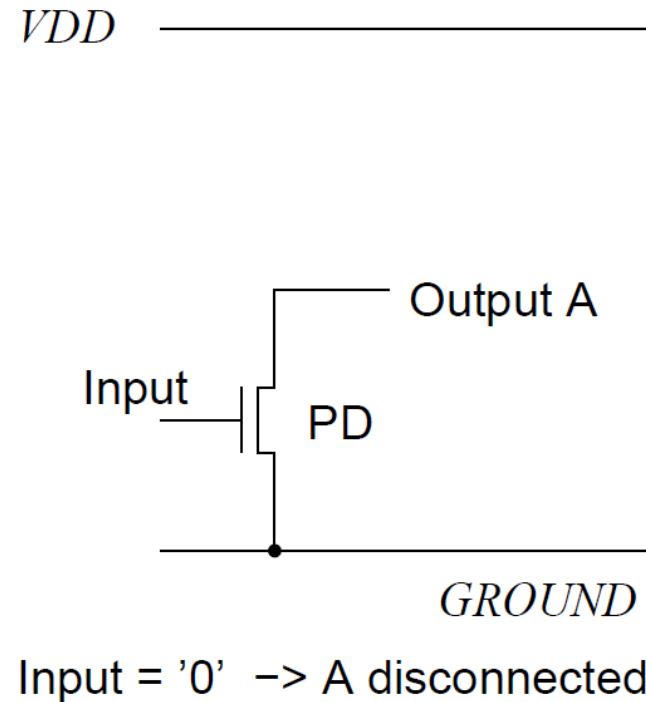 VDD
Output A
Input
PD
GROUND
Input = ’0’ −> A disconnected